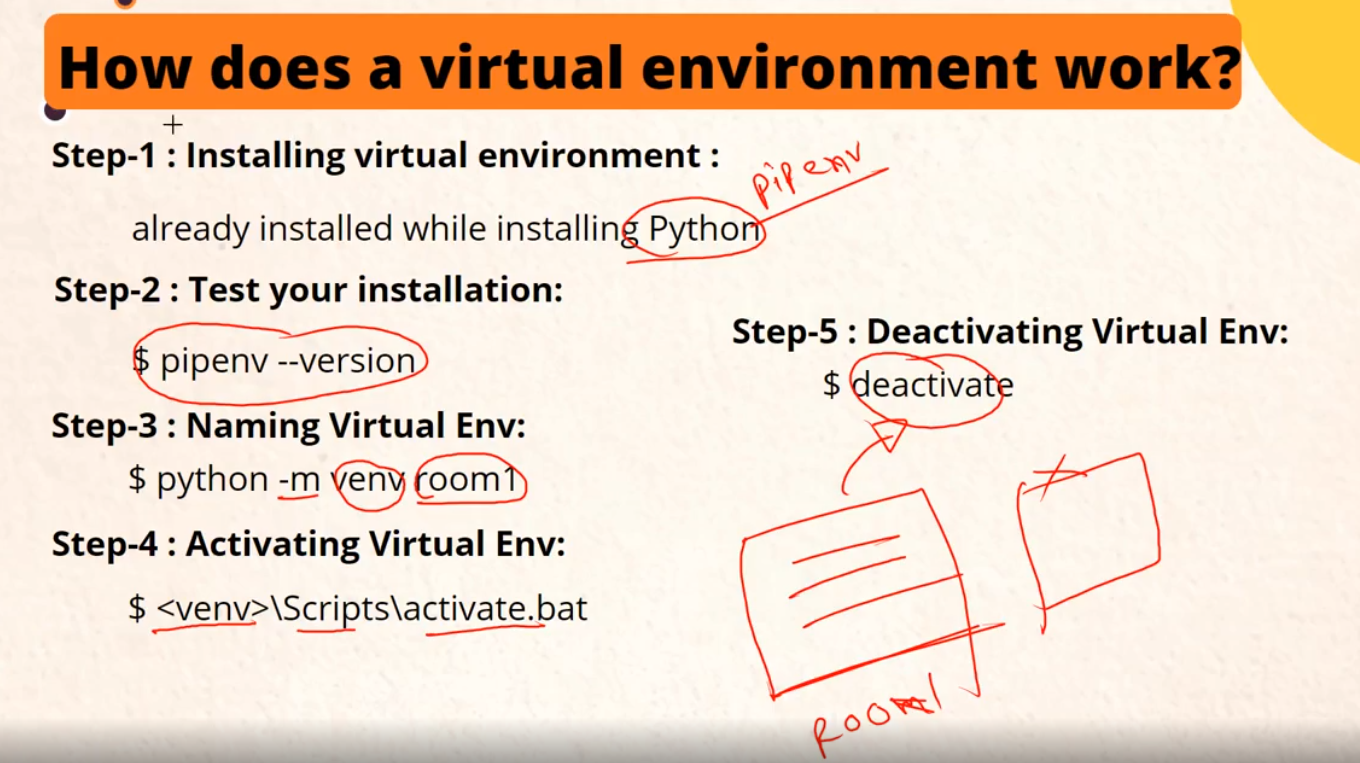 How does a virtual environment work?
Step-1 : Installing virtual environment :
pipenv
already installed while installing Python
Step-2 : Test your installation:
$ pipenv --version
Step-3 : Naming Virtual Env:
$ python -m venv room1
Step-4 : Activating Virtual Env:
$ <venv>\Scripts\activate.bat
Step-5 : Deactivating Virtual Env:
$ deactivate
Room1